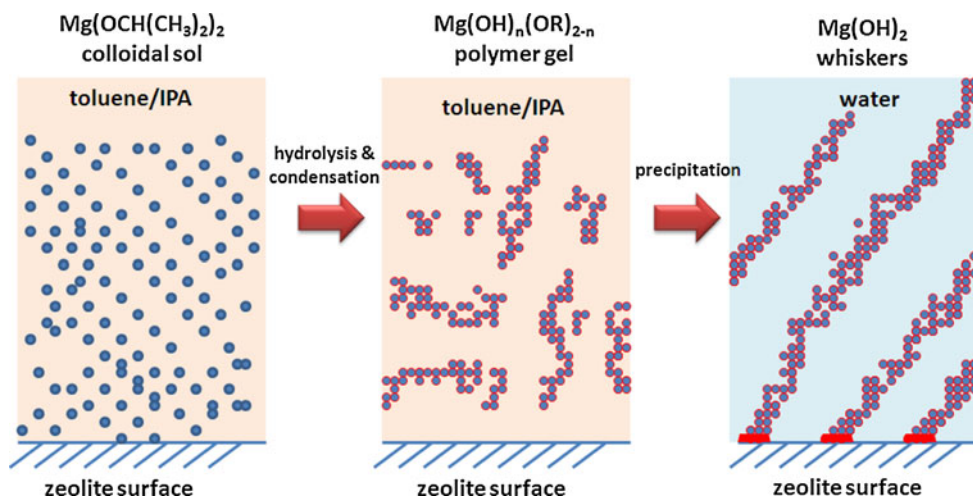 Mg(OCH(CH₃)₂)₂
colloidal sol
toluene/IPA
zeolite surface
hydrolysis &
condensation
Mg(OH)ₙ(OR)₂₋ₙ
polymer gel
toluene/IPA
zeolite surface
precipitation
Mg(OH)₂
whiskers
water
zeolite surface